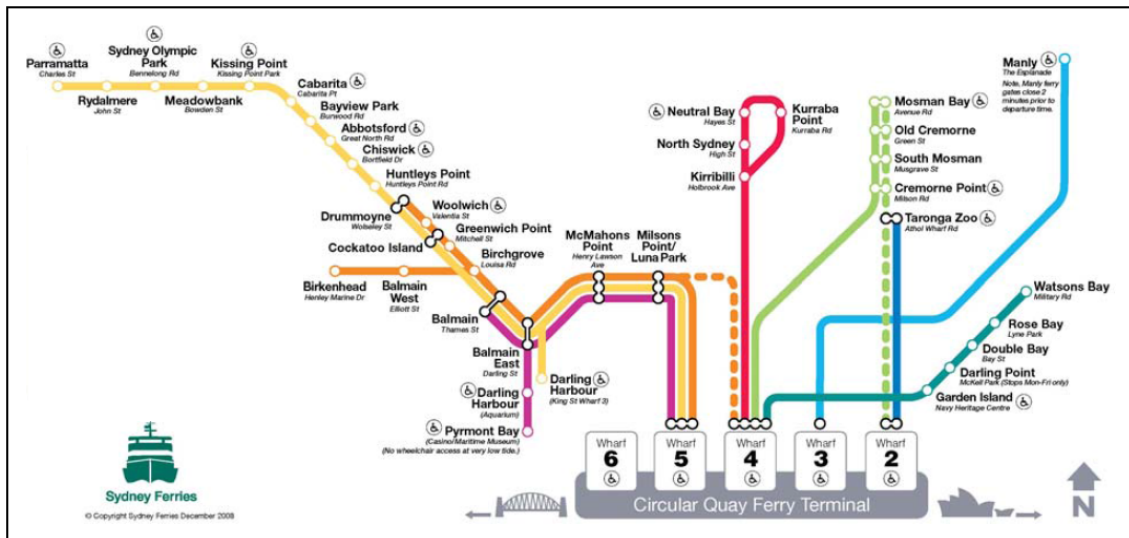 Parramatta
Charles St
Rydalmere
John St
Sydney Olympic
Park
Bennelong Rd
Meadowbank
Bowden St
Kissing Point
Kissing Point Park
Cabarita
Cabarita Pt
Bayview Park
Burwood Rd
Abbotsford
Great North Rd
Chiswick
Bortfield Dr
Huntleys Point
Huntleys Point Rd
Drummoyne
Wolseley St
Woolwich
Valentia St
Cockatoo Island
Greenwich Point
Mitchell St
Birchgrove
Louisa Rd
Birkenhead
Henley Marine Dr
Balmain
West
Elliott St
Balmain
Thames St
Balmain
East
Darling St
Darling
Harbour
(King St Wharf 3)
Darling
Harbour
(Aquarium)
Pyrmont Bay
(Casino/Maritime Museum)
(No wheelchair access at very low tide.)
McMahons
Point
Henry Lawson
Ave
Milsons
Point/
Luna Park
Neutral Bay
Hayes St
Kurraba
Point
Kurraba Rd
North Sydney
High St
Kirribilli
Holbrook Ave
Mosman Bay
Avenue Rd
Old Cremorne
Green St
South Mosman
Musgrave St
Cremorne Point
Milson Rd
Taronga Zoo
Athol Wharf Rd
Manly
The Esplanade
Note, Manly ferry
gates close 2
minutes prior to
departure time.
Watsons Bay
Military Rd
Rose Bay
Lyne Park
Double Bay
Bay St
Darling Point
McKell Park (Stops Mon-Fri only)
Garden Island
Navy Heritage Centre
Wharf
6
Wharf
5
Wharf
4
Wharf
3
Wharf
2
Circular Quay Ferry Terminal
N
Sydney Ferries
© Copyright Sydney Ferries December 2008